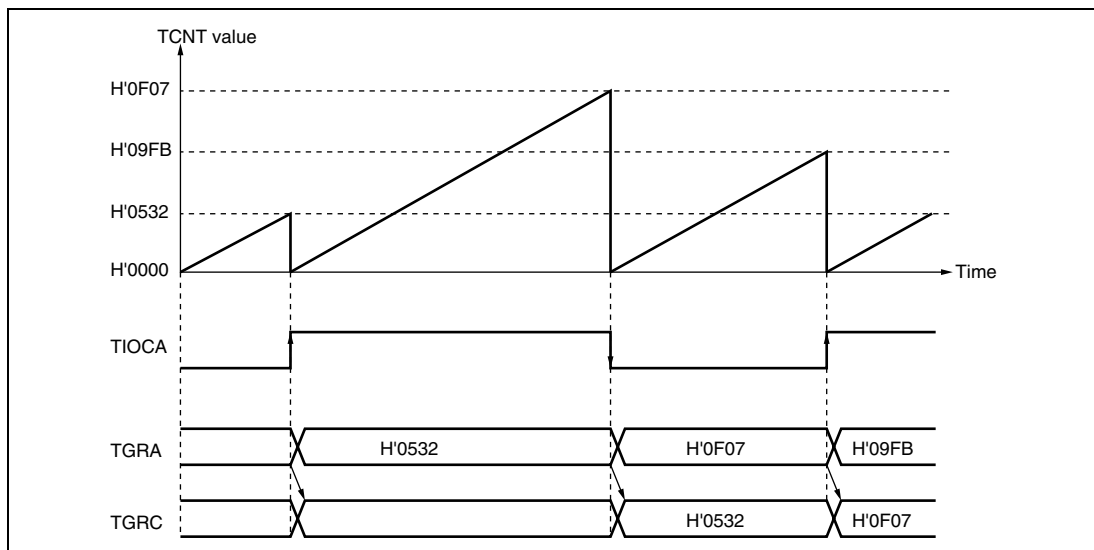 TCNT value
H'0F07
H'09FB
H'0532
H'0000
Time
TIOCA
TGRA
H'0532
H'0F07
H'09FB
TGRC
H'0532
H'0F07